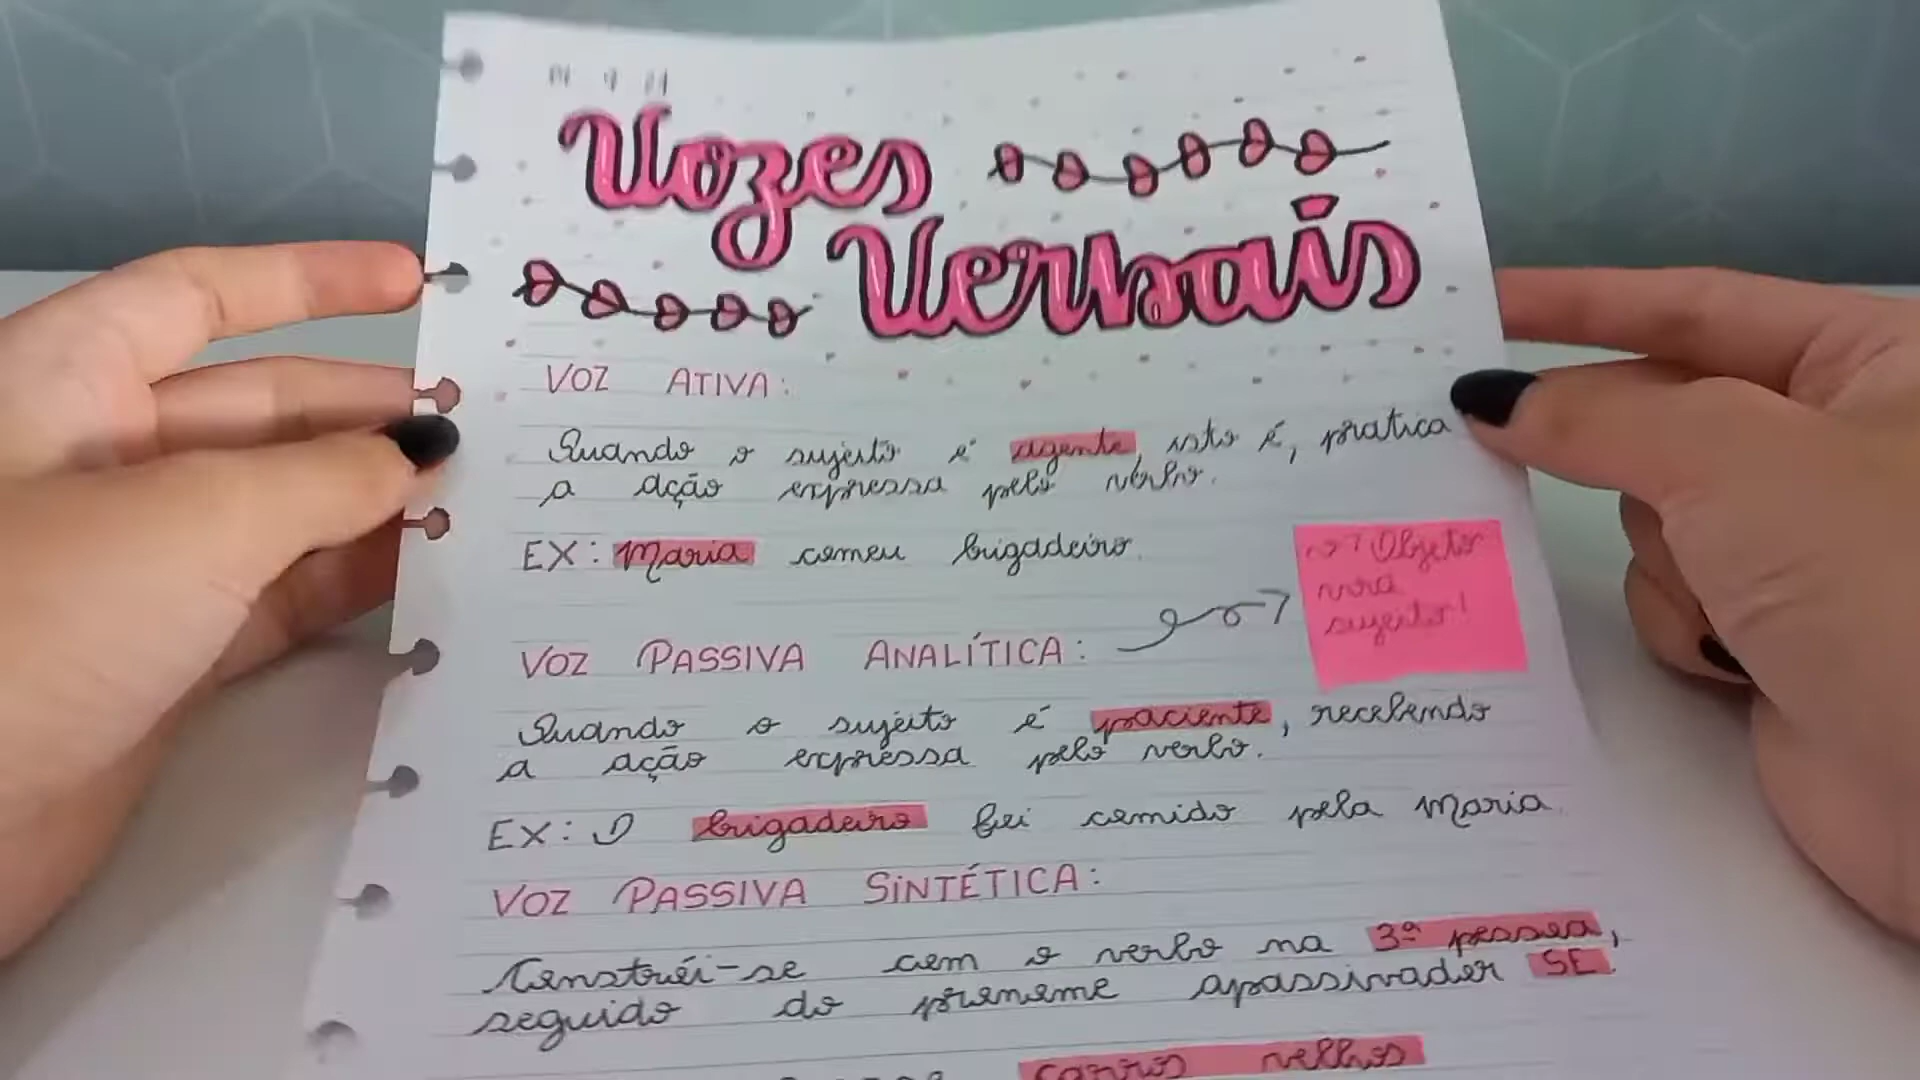 Vozes
Verbais
VOZ ATIVA:
Quando o sujeito é agente, isto é, pratica
a ação expressa pelo verbo.
EX: Maria comeu brigadeiro.
Objeto
vira
sujeito!
VOZ PASSIVA ANALÍTICA:
Quando o sujeito é paciente, recebendo
a ação expressa pelo verbo.
EX: O brigadeiro foi comido pela Maria
VOZ PASSIVA SINTÉTICA:
Constrói-se com o verbo na 3ª pessoa,
seguido do pronome apassivador SE.
carros velhos